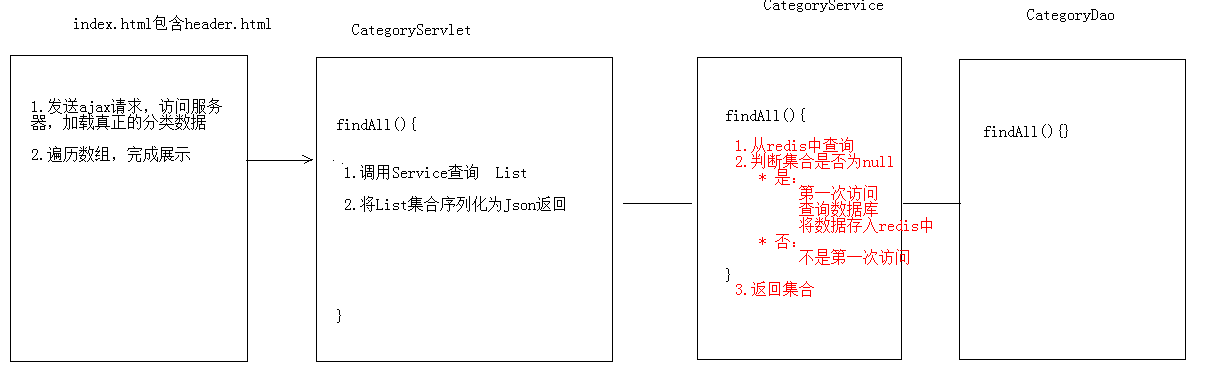 index.html包含header.html
1.发送ajax请求，访问服务
器，加载真正的分类数据
2.遍历数组，完成展示
CategoryServlet
findAll(){
1.调用Service查询  List
2.将List集合序列化为Json返回
}
CategoryService
findAll(){
1.从redis中查询
2.判断集合是否为null
* 是：
第一次访问
查询数据库
将数据存入redis中
* 否：
不是第一次访问
}
3.返回集合
CategoryDao
findAll(){}